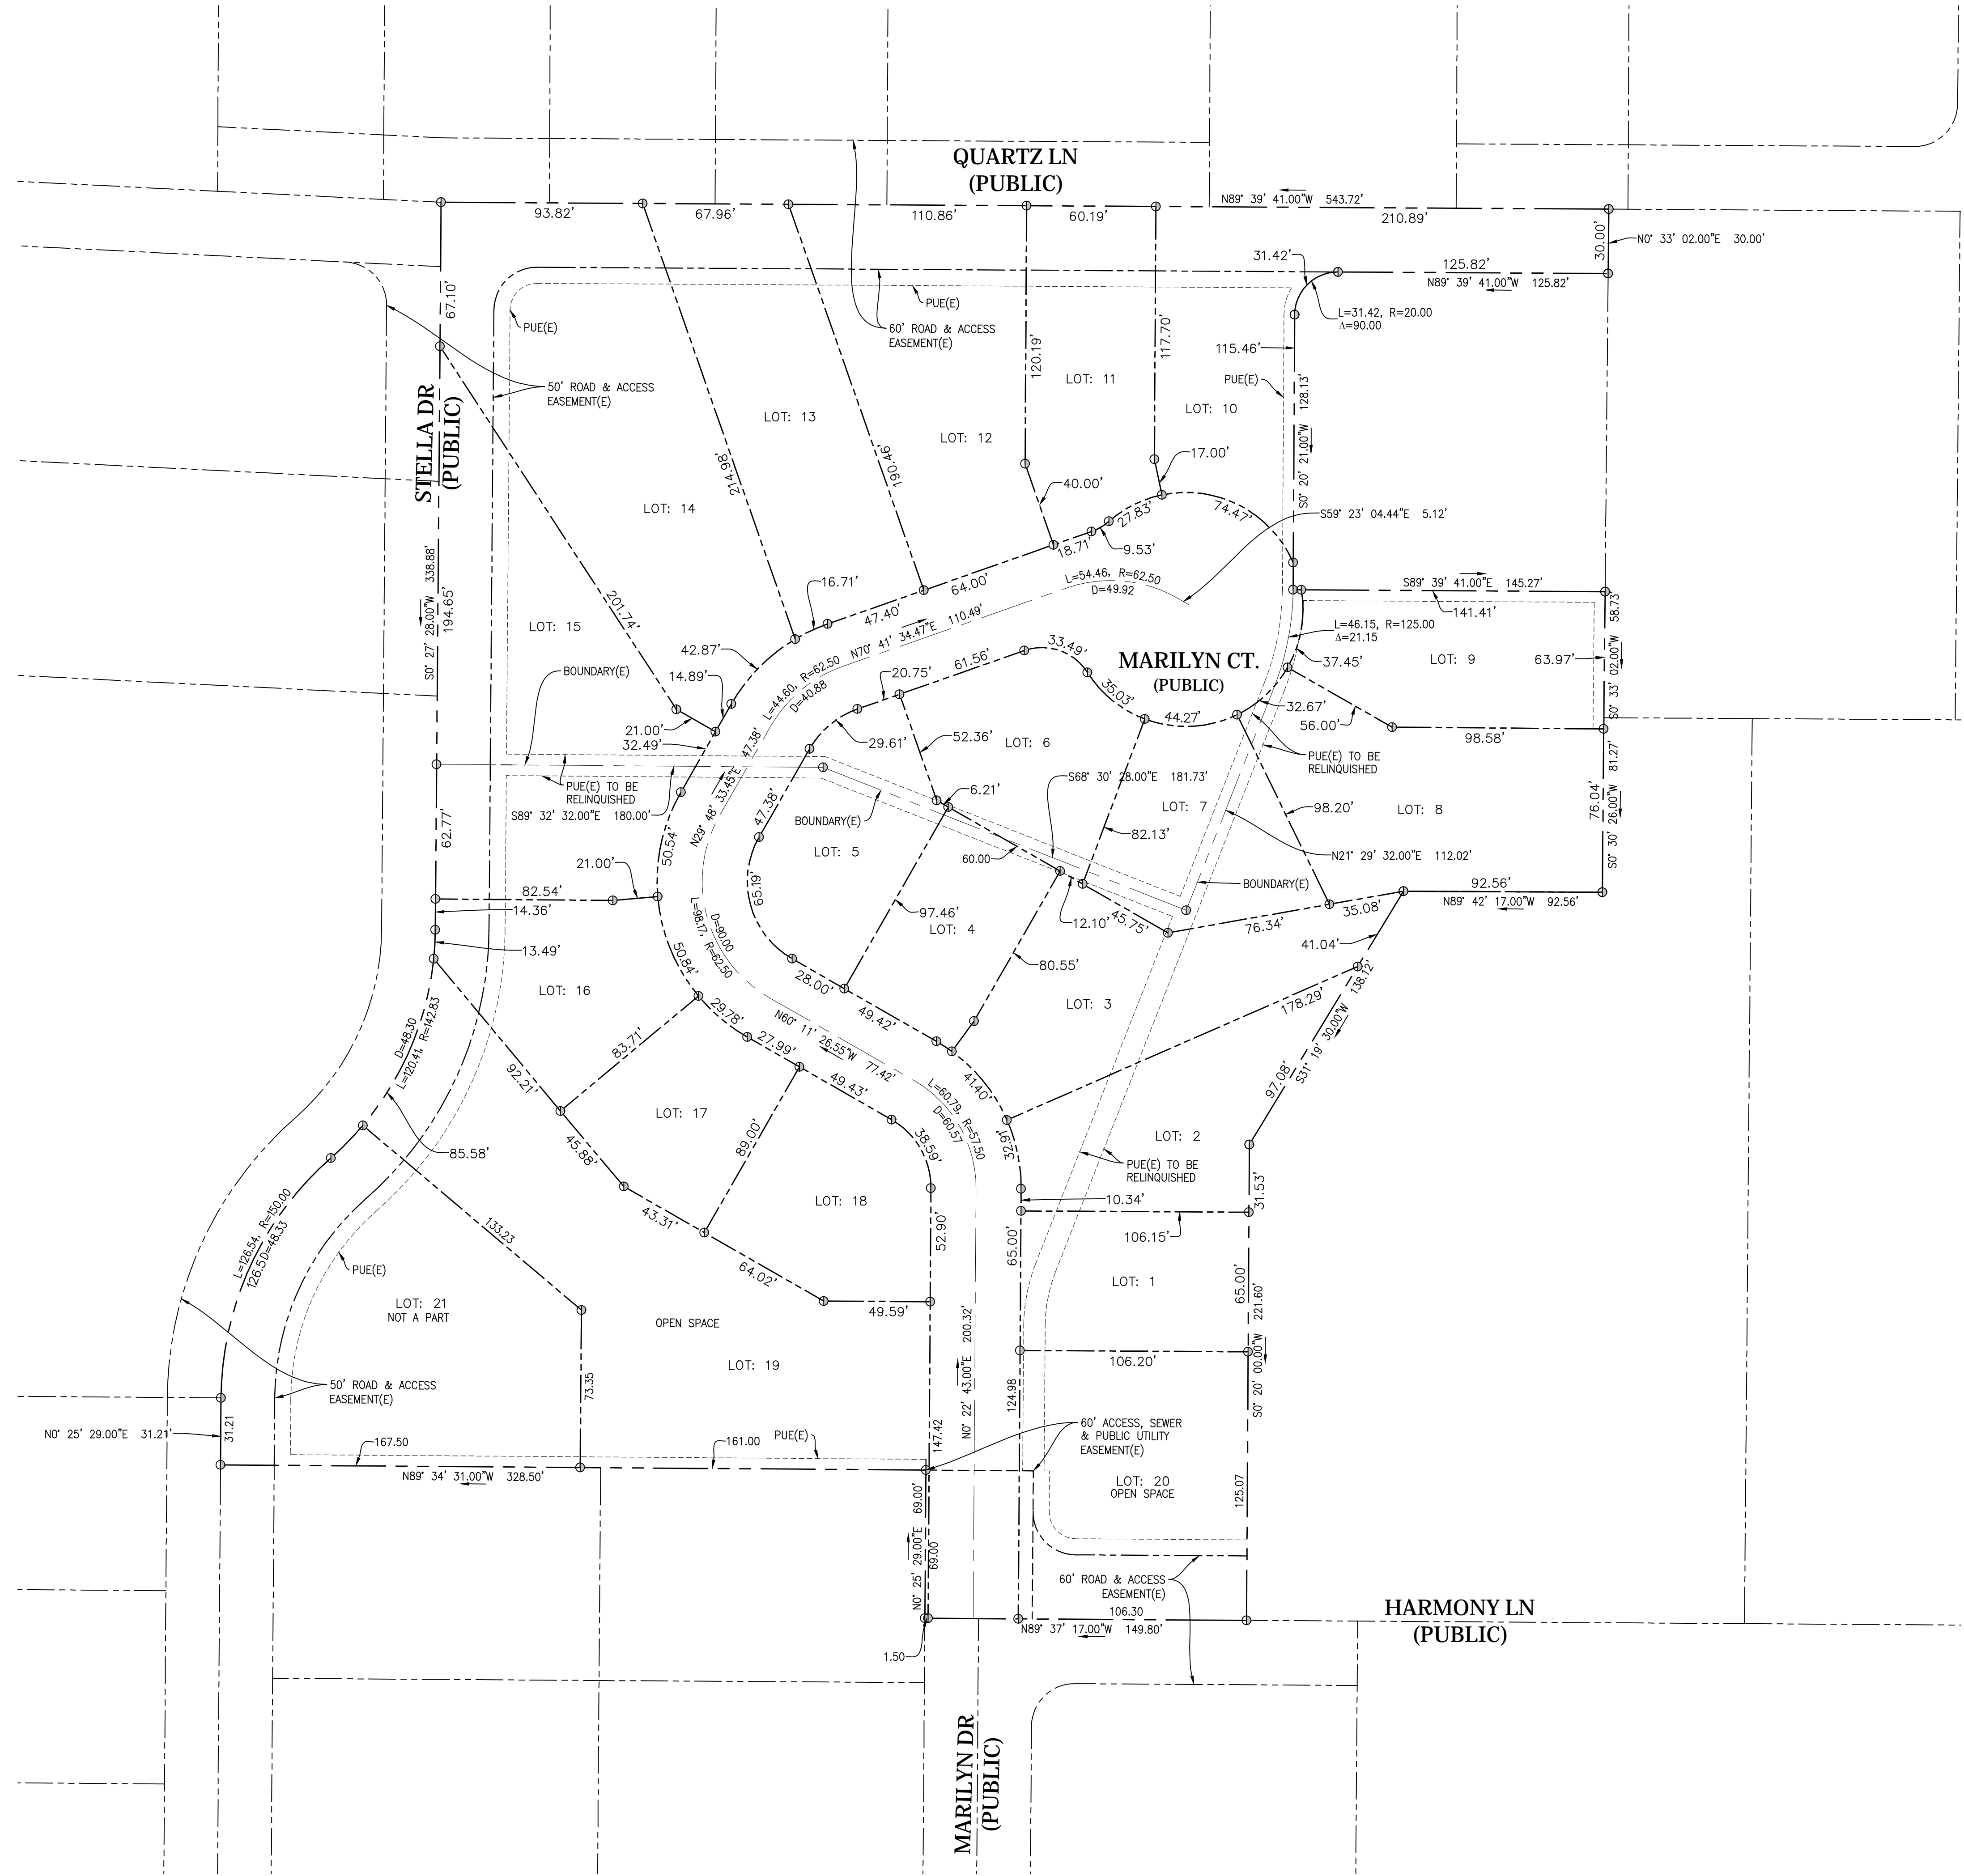 QUARTZ LN
(PUBLIC)
N89° 39' 41.00"W 543.72'
93.82'
67.96'
110.86'
60.19'
210.89'
30.00'
N0° 33' 02.00"E 30.00'
31.42'
125.82'
N89° 39' 41.00"W 125.82'
L=31.42, R=20.00
Δ=90.00
67.10'
PUE(E)
PUE(E)
60' ROAD & ACCESS
EASEMENT(E)
115.46'
PUE(E)
120.19'
117.70'
LOT: 11
LOT: 10
S0° 20' 21.00"W 128.13'
50' ROAD & ACCESS
EASEMENT(E)
STELLA DR
(PUBLIC)
LOT: 13
LOT: 12
214.98'
190.46'
17.00'
40.00'
LOT: 14
74.47'
27.83'
S59° 23' 04.44"E 5.12'
18.71'
9.53'
S0° 27' 28.00"W 338.88'
194.65'
201.74'
16.71'
47.40'
64.00'
L=54.46, R=62.50
D=49.92
S89° 39' 41.00"E 145.27'
141.41'
LOT: 15
42.87'
N70° 41' 34.47"E 110.49'
L=44.60, R=62.50
D=40.88
L=46.15, R=125.00
Δ=21.15
37.45'
LOT: 9
63.97'
S0° 33' 02.00"W 58.73'
BOUNDARY(E)
14.89'
61.56'
33.49'
MARILYN CT.
(PUBLIC)
20.75'
35.03'
44.27'
32.67'
56.00'
98.58'
21.00'
32.49'
29.61'
52.36'
LOT: 6
PUE(E) TO BE
RELINQUISHED
PUE(E) TO BE
RELINQUISHED
S89° 32' 32.00"E 180.00'
N29° 48' 33.45"E 47.38'
S68° 30' 28.00"E 181.73'
6.21'
BOUNDARY(E)
LOT: 7
LOT: 8
98.20'
76.04'
S0° 30' 26.00"W 81.27'
62.77'
47.38'
LOT: 5
60.00
82.13'
N21° 29' 32.00"E 112.02'
50.54'
21.00'
82.54'
65.19'
BOUNDARY(E)
92.56'
N89° 42' 17.00"W 92.56'
14.36'
97.46'
12.10'
45.75'
76.34'
35.08'
13.49'
D=90.00
L=98.17, R=62.50
LOT: 4
41.04'
50.84'
28.00'
80.55'
LOT: 16
29.78'
LOT: 3
178.29'
S31° 19' 30.00"W 138.12'
27.99'
49.42'
N60° 11' 26.55"W 77.42'
83.71'
D=48.30
L=120.41, R=142.83
92.21'
49.43'
41.40'
97.08'
L=60.79, R=57.50
D=60.57
LOT: 17
32.91'
LOT: 2
85.58'
45.88'
89.00'
38.59'
PUE(E) TO BE
RELINQUISHED
31.53'
LOT: 18
10.34'
L=126.54, R=150.00
126.5D=48.33
133.23
43.31'
52.90'
65.00'
106.15'
PUE(E)
64.02'
LOT: 1
65.00'
S0° 20' 00.00"W 221.60'
LOT: 21
NOT A PART
OPEN SPACE
49.59'
N0° 22' 43.00"E 200.32'
LOT: 19
106.20'
50' ROAD & ACCESS
EASEMENT(E)
73.35
124.98
N0° 25' 29.00"E 31.21'
31.21
167.50
161.00
PUE(E)
147.42
60' ACCESS, SEWER
& PUBLIC UTILITY
EASEMENT(E)
N89° 34' 31.00"W 328.50'
LOT: 20
OPEN SPACE
125.07
N0° 25' 29.00"E 69.00'
69.00
60' ROAD & ACCESS
EASEMENT(E)
106.30
N89° 37' 17.00"W 149.80'
HARMONY LN
(PUBLIC)
1.50
MARILYN DR
(PUBLIC)